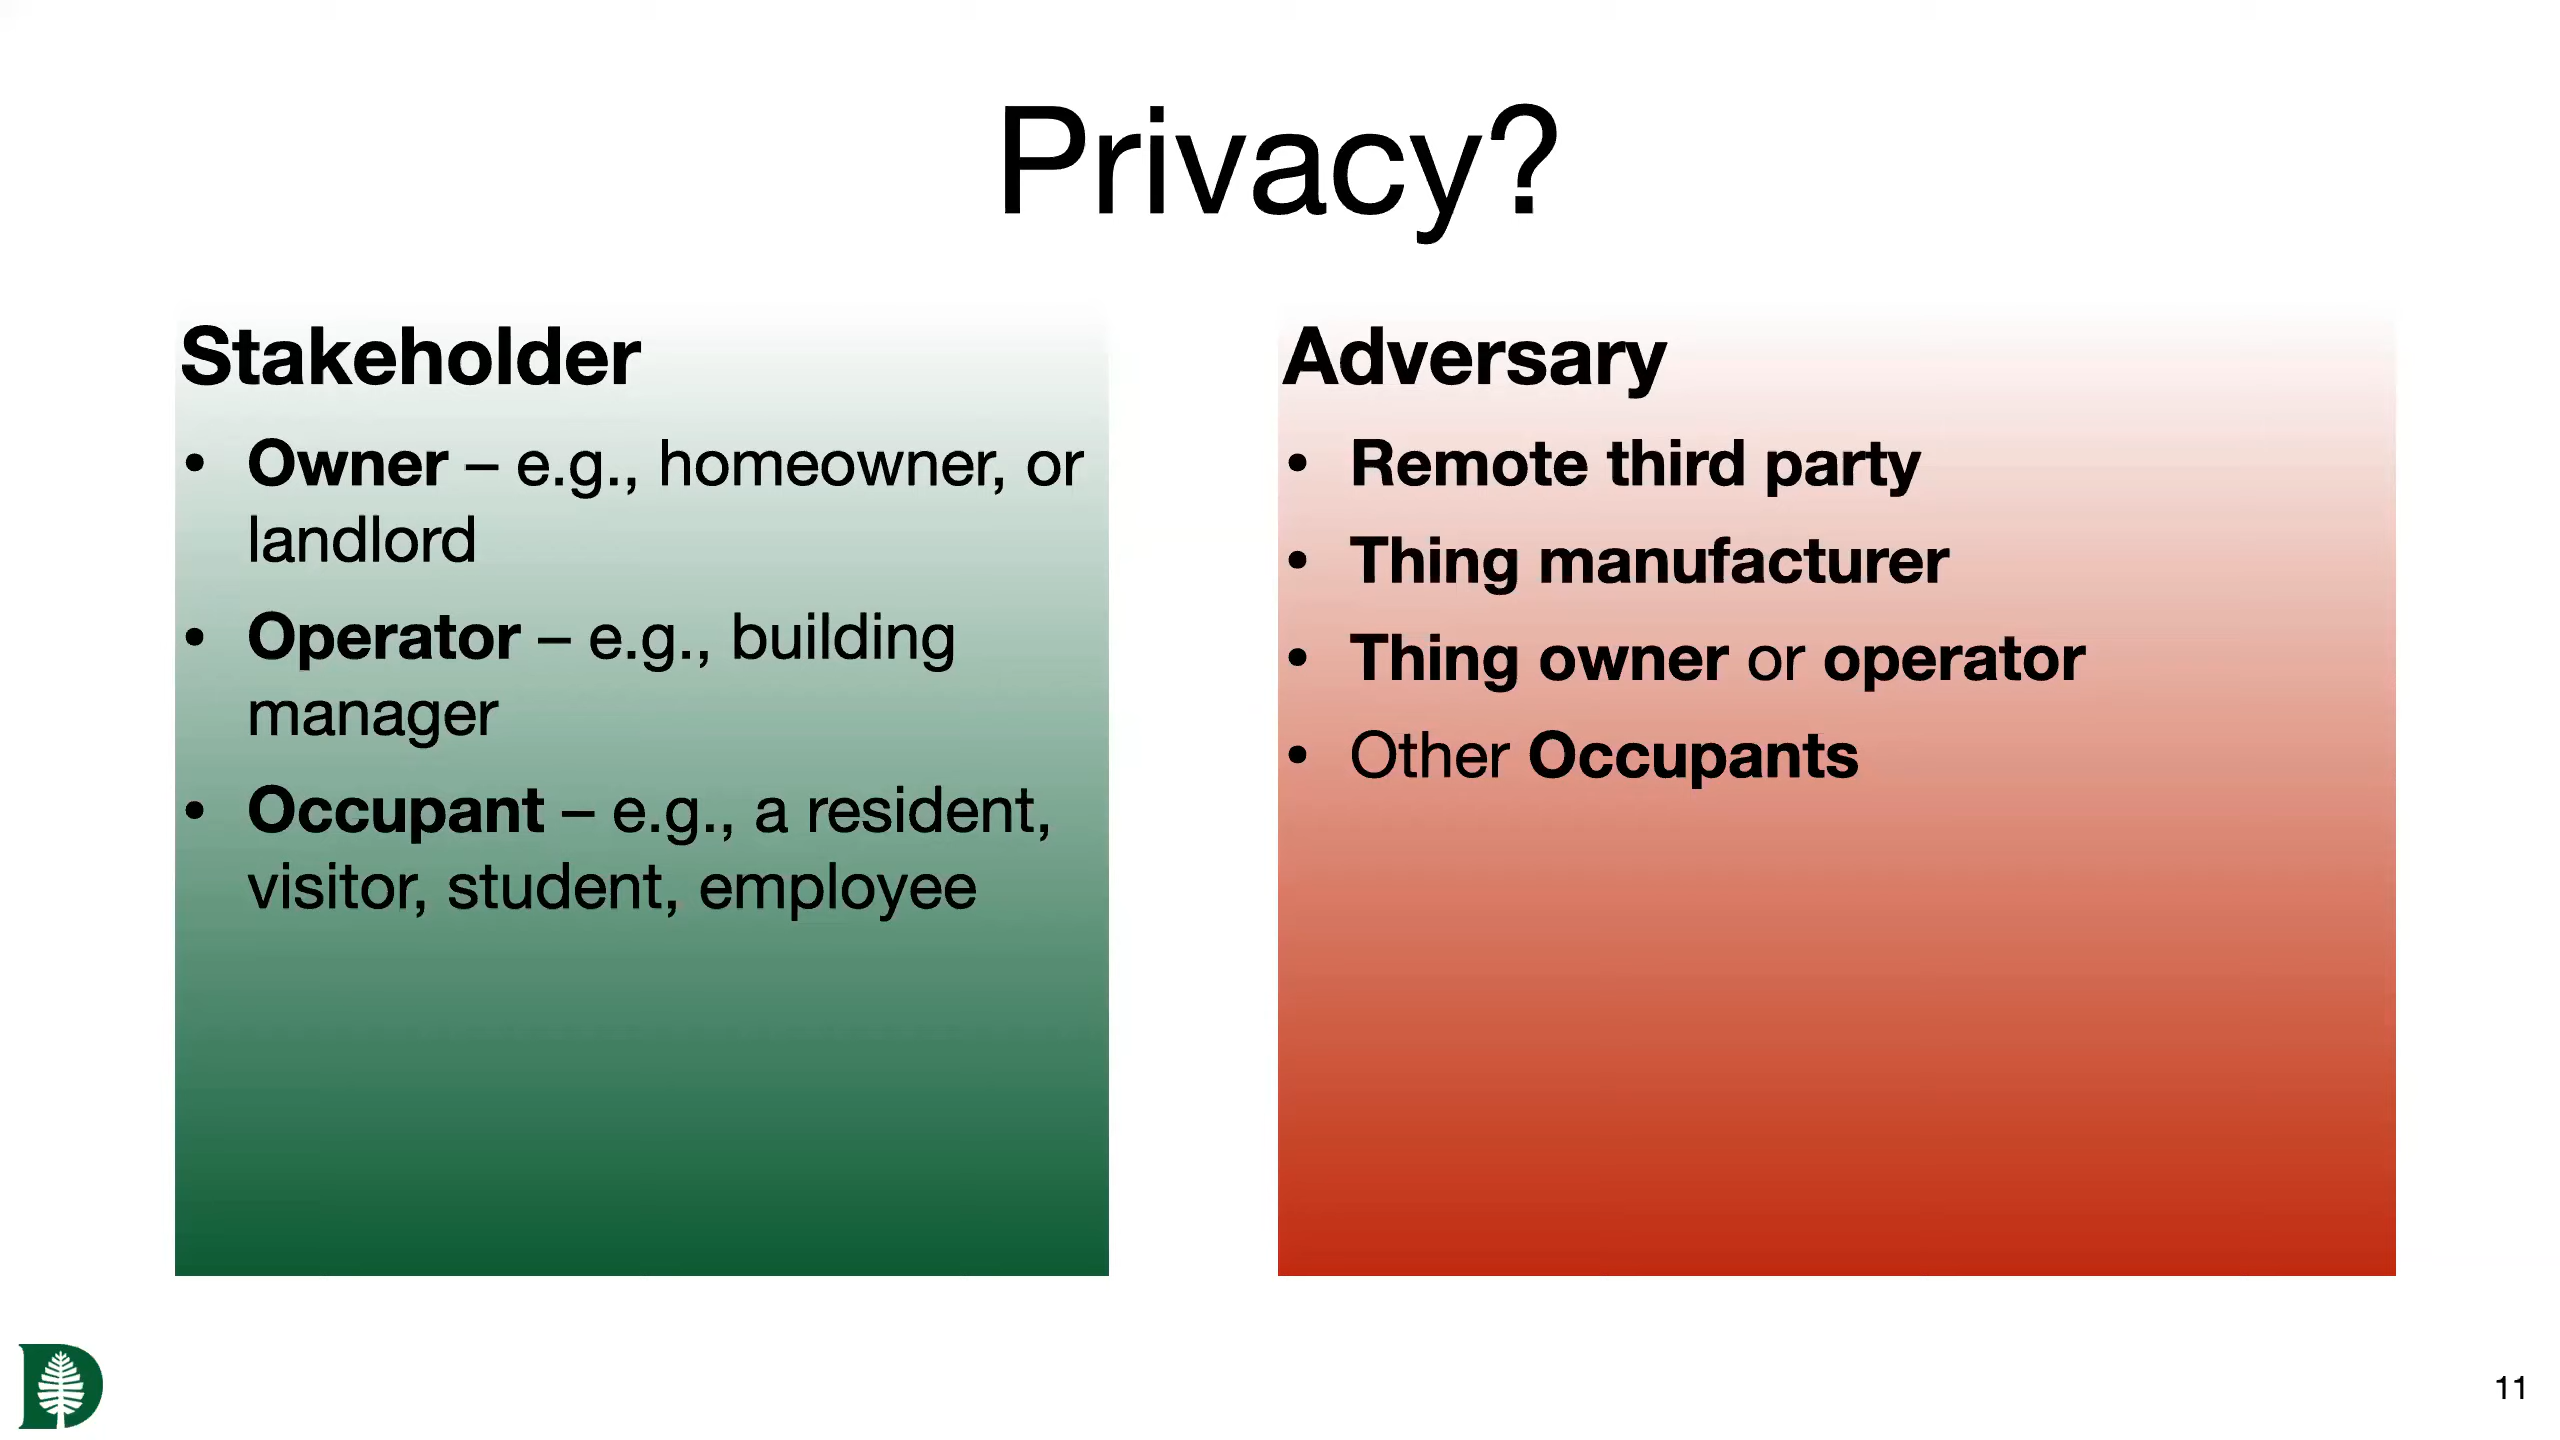 Privacy?
Stakeholder
• Owner – e.g., homeowner, or
landlord
• Operator – e.g., building
manager
• Occupant – e.g., a resident,
visitor, student, employee
Adversary
• Remote third party
• Thing manufacturer
• Thing owner or operator
• Other Occupants
D
11